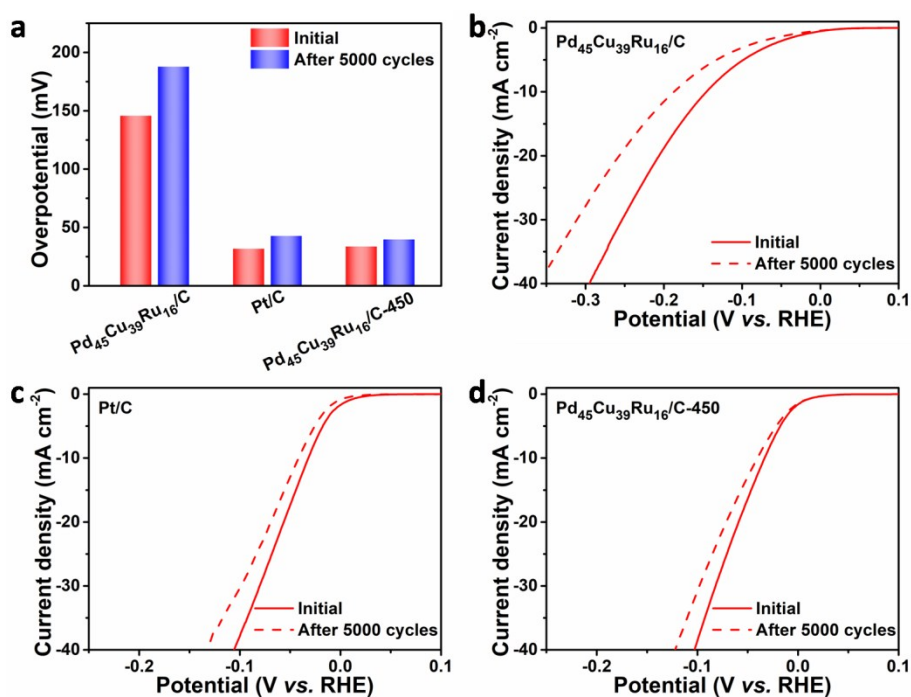 a
Initial
After 5000 cycles
Overpotential (mV)
200
150
100
50
0
Pd₄₅Cu₃₉Ru₁₆/C
Pt/C
Pd₄₅Cu₃₉Ru₁₆/C-450
b
Pd₄₅Cu₃₉Ru₁₆/C
Current density (mA cm⁻²)
0
-10
-20
-30
-40
Initial
After 5000 cycles
-0.3 -0.2 -0.1 0.0 0.1
Potential (V vs. RHE)
c
Pt/C
Current density (mA cm⁻²)
0
-10
-20
-30
-40
Initial
After 5000 cycles
-0.2 -0.1 0.0 0.1
Potential (V vs. RHE)
d
Pd₄₅Cu₃₉Ru₁₆/C-450
Current density (mA cm⁻²)
0
-10
-20
-30
-40
Initial
After 5000 cycles
-0.2 -0.1 0.0 0.1
Potential (V vs. RHE)